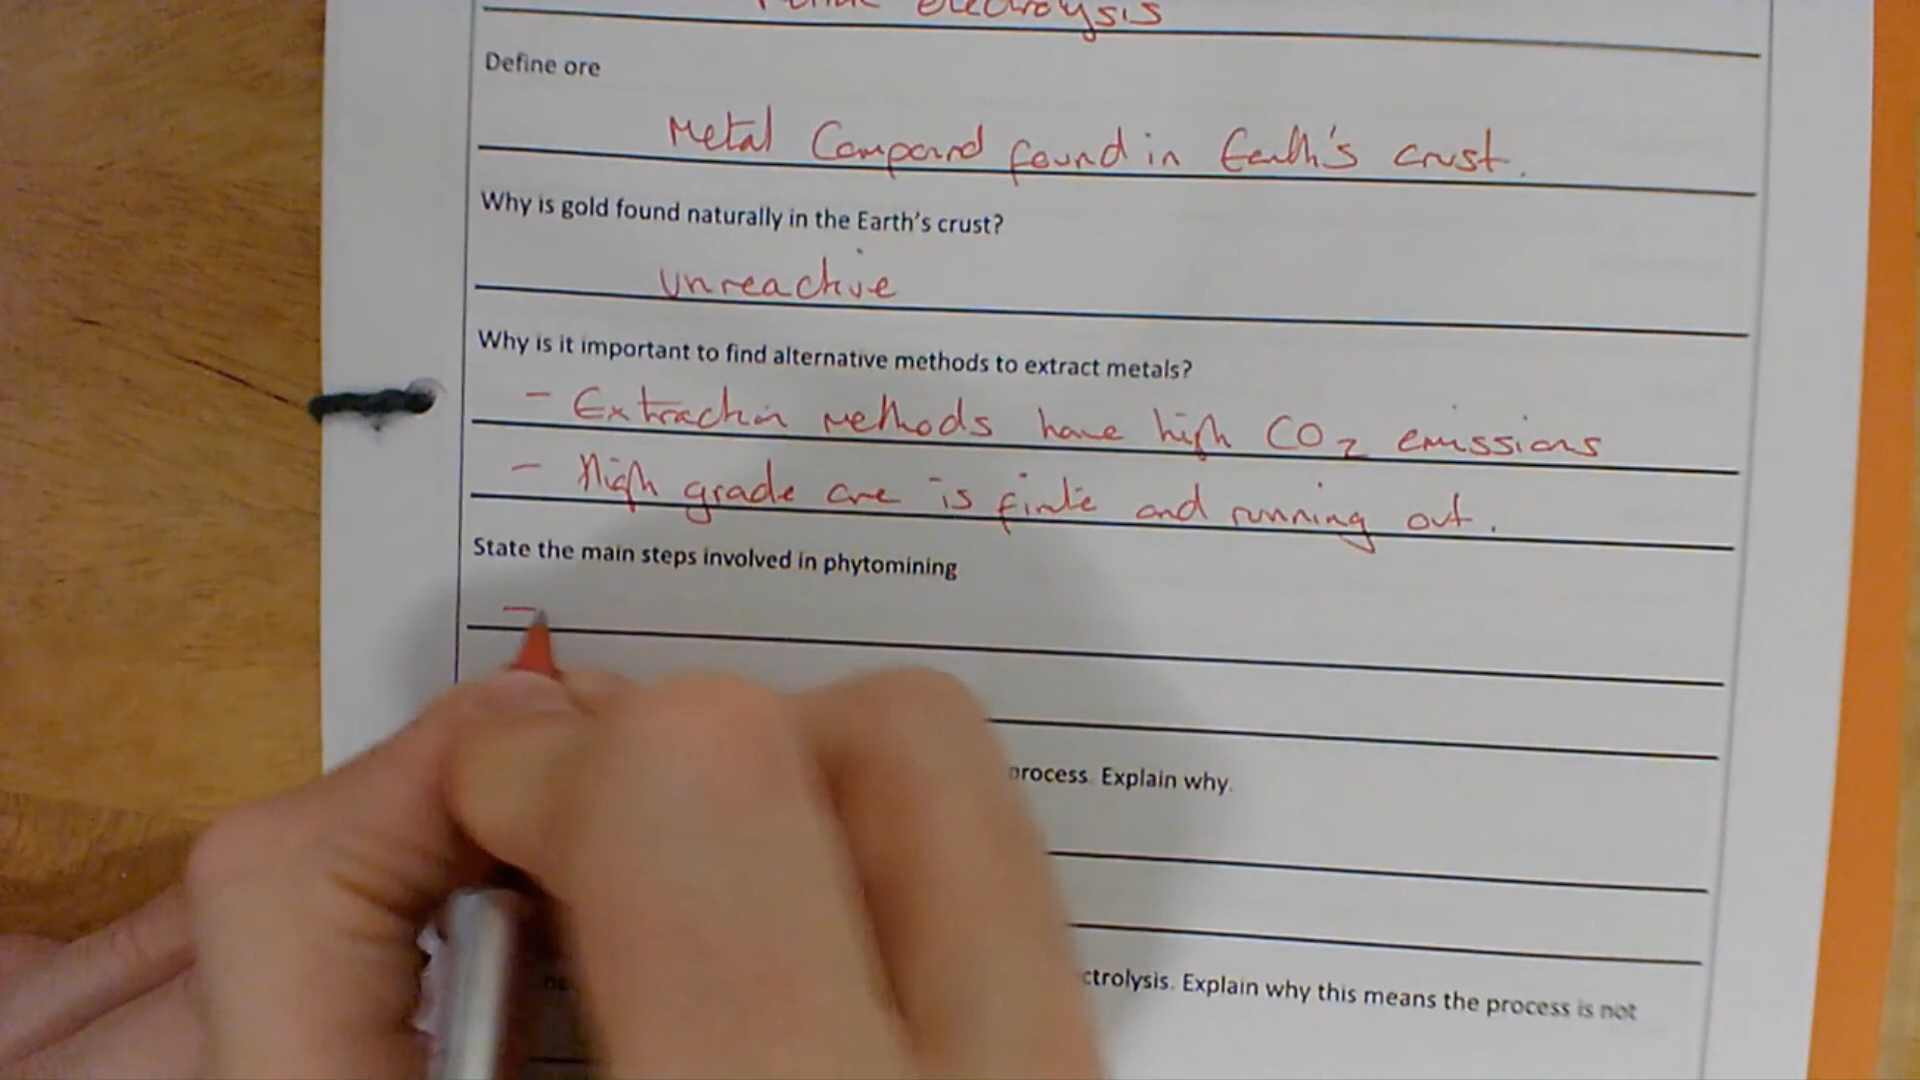 electrolysis
Define ore
Metal Compound found in Earth's crust.
Why is gold found naturally in the Earth's crust?
unreactive
Why is it important to find alternative methods to extract metals?
- Extraction methods have high CO2 emissions
- High grade ore is finite and running out.
State the main steps involved in phytomining
-
process. Explain why.
ctrolysis. Explain why this means the process is not